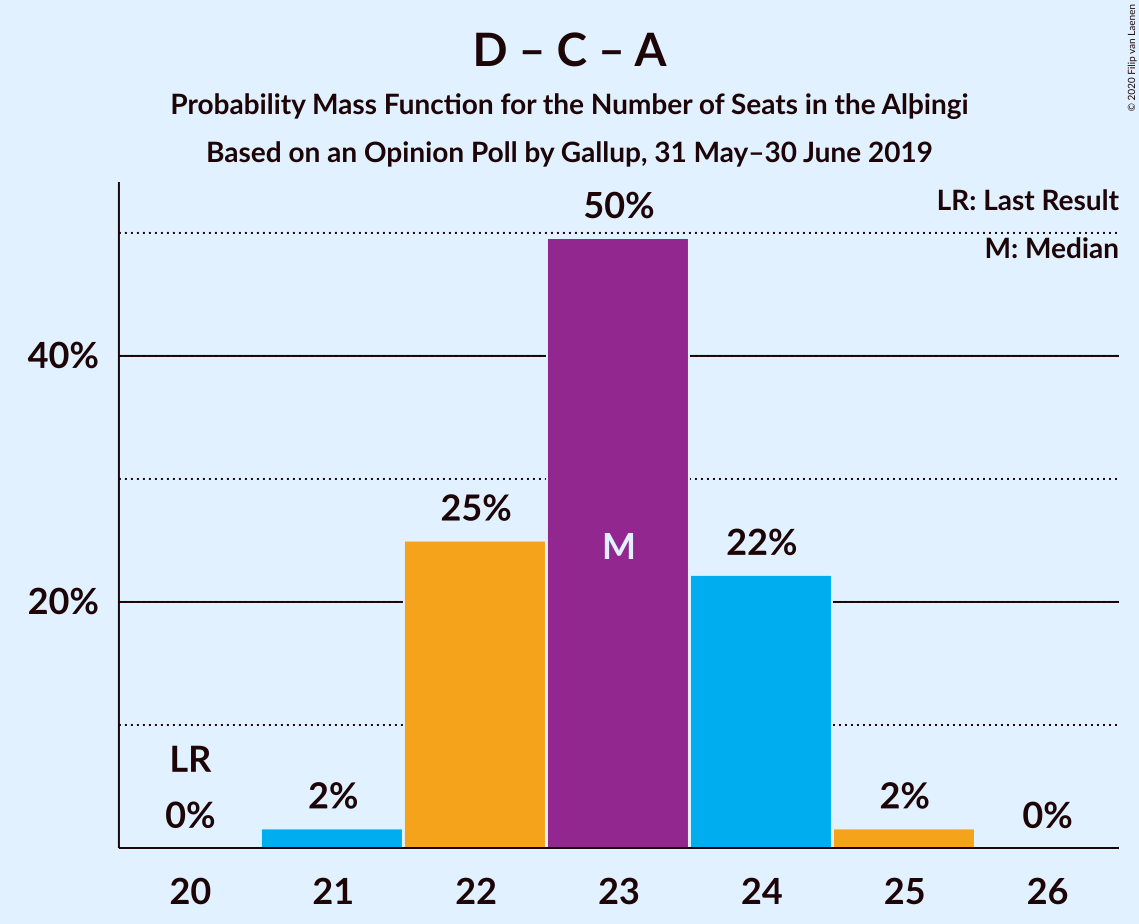 D – C – A
Probability Mass Function for the Number of Seats in the Alþingi
Based on an Opinion Poll by Gallup, 31 May–30 June 2019
© 2020 Filip van Laenen
LR: Last Result
M: Median
50%
40%
25%
M
22%
20%
LR
0%
2%
2%
0%
20 21 22 23 24 25 26